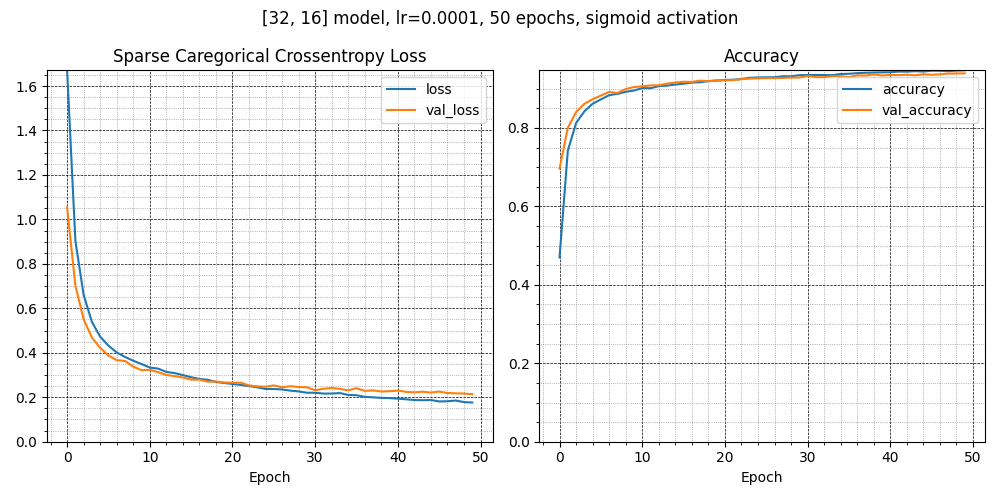 [32, 16] model, lr=0.0001, 50 epochs, sigmoid activation
Sparse Caregorical Crossentropy Loss
loss
val_loss
1.6
1.4
1.2
1.0
0.8
0.6
0.4
0.2
0.0
0
10
20
30
40
50
Epoch
Accuracy
accuracy
val_accuracy
0.8
0.6
0.4
0.2
0.0
0
10
20
30
40
50
Epoch